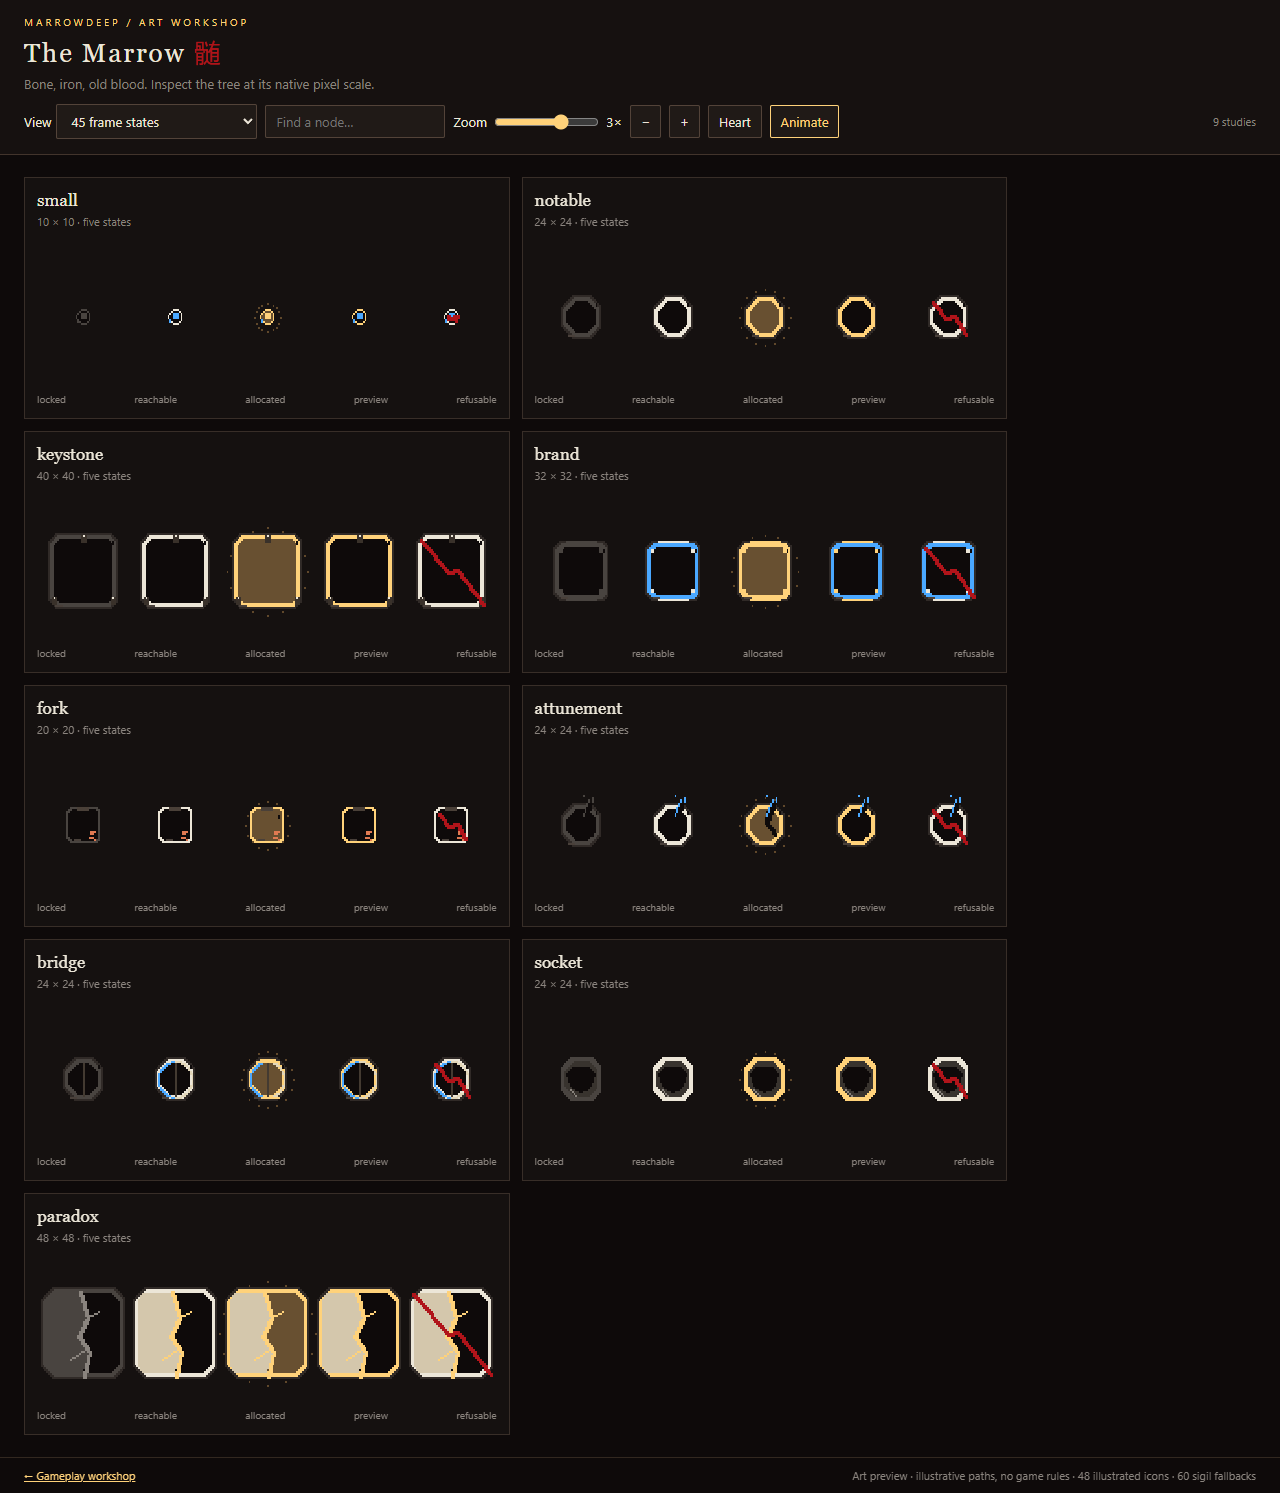 MARROWDEEP / ART WORKSHOP
The Marrow 髄
Bone, iron, old blood. Inspect the tree at its native pixel scale.
View 45 frame states Find a node... Zoom 3× − + Heart Animate 9 studies
small
10 × 10 · five states
locked reachable allocated preview refusable
notable
24 × 24 · five states
locked reachable allocated preview refusable
keystone
40 × 40 · five states
locked reachable allocated preview refusable
brand
32 × 32 · five states
locked reachable allocated preview refusable
fork
20 × 20 · five states
locked reachable allocated preview refusable
attunement
24 × 24 · five states
locked reachable allocated preview refusable
bridge
24 × 24 · five states
locked reachable allocated preview refusable
socket
24 × 24 · five states
locked reachable allocated preview refusable
paradox
48 × 48 · five states
locked reachable allocated preview refusable
← Gameplay workshop Art preview · illustrative paths, no game rules · 48 illustrated icons · 60 sigil fallbacks